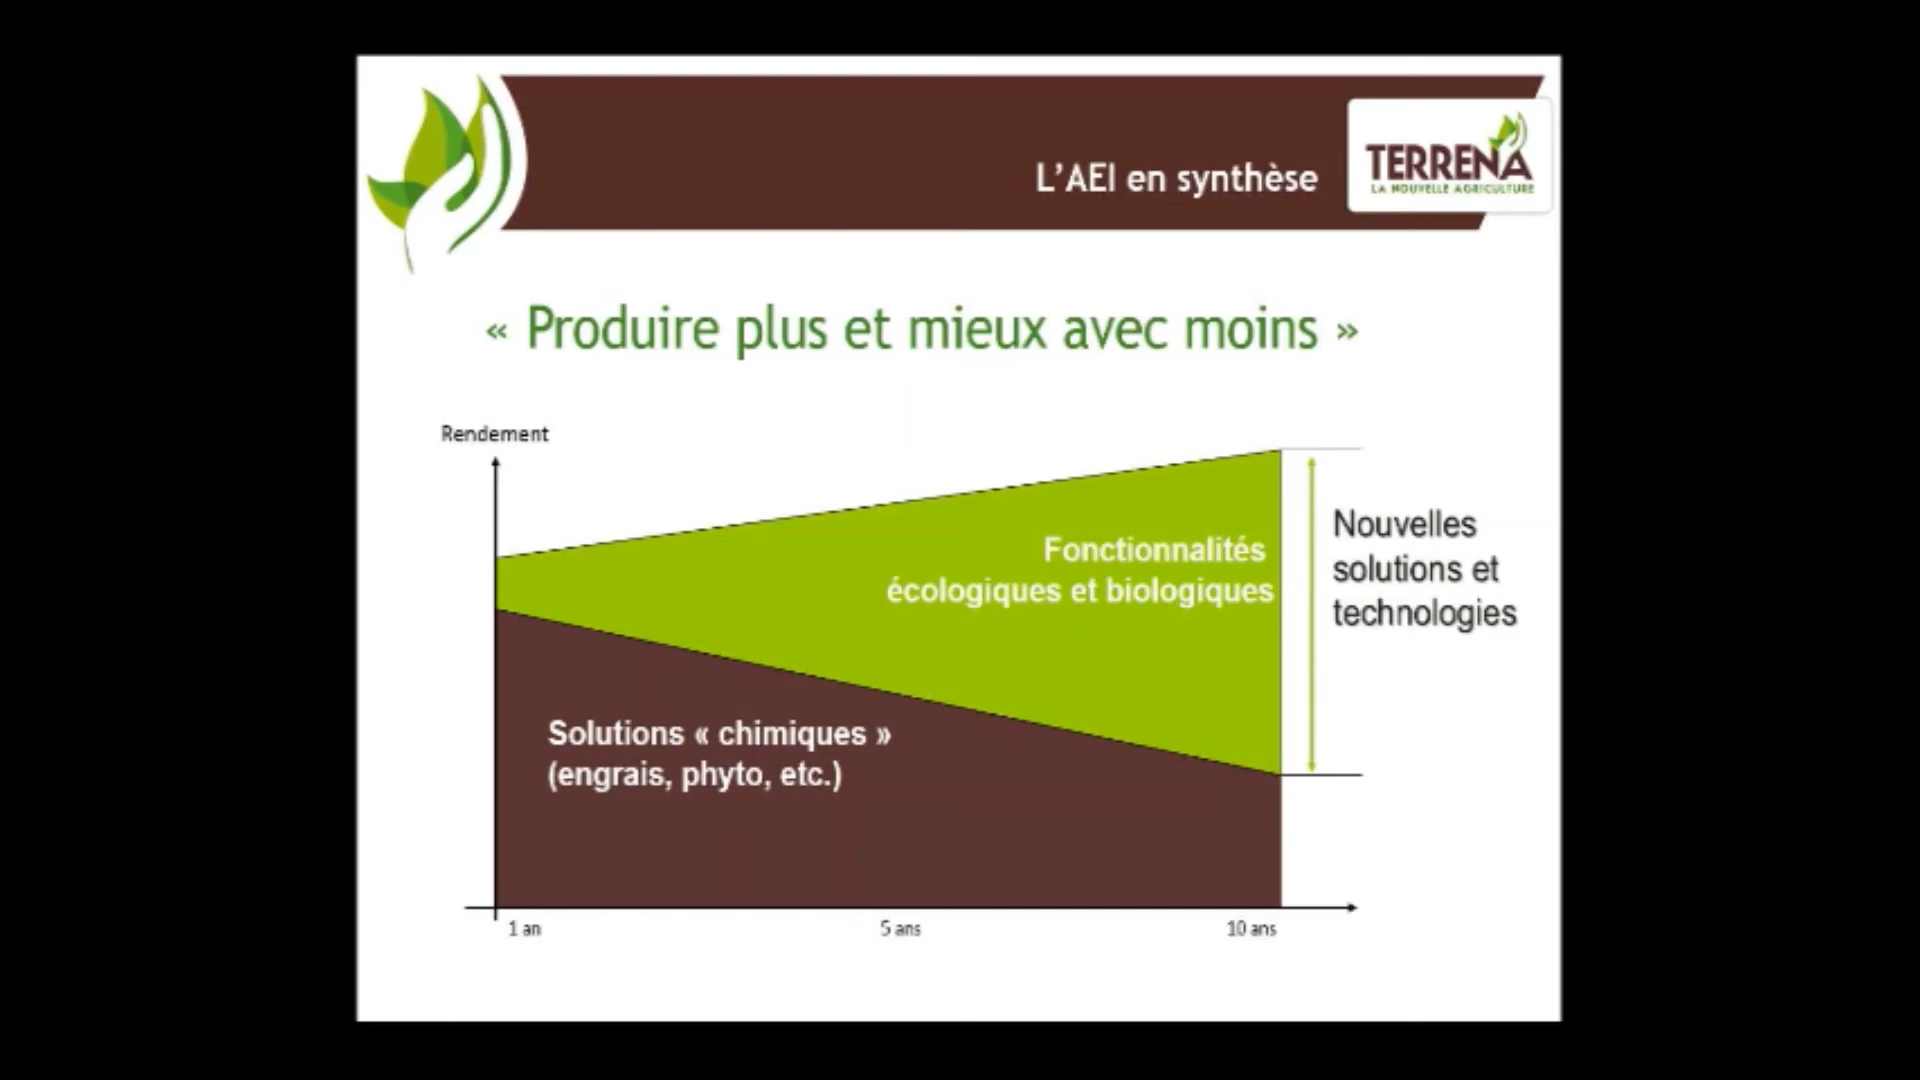 L'AEI en synthèse
TERRENA
LA NOUVELLE AGRICULTURE
« Produire plus et mieux avec moins »
Rendement
Fonctionnalités
écologiques et biologiques
Nouvelles
solutions et
technologies
Solutions « chimiques »
(engrais, phyto, etc.)
1 an
5 ans
10 ans